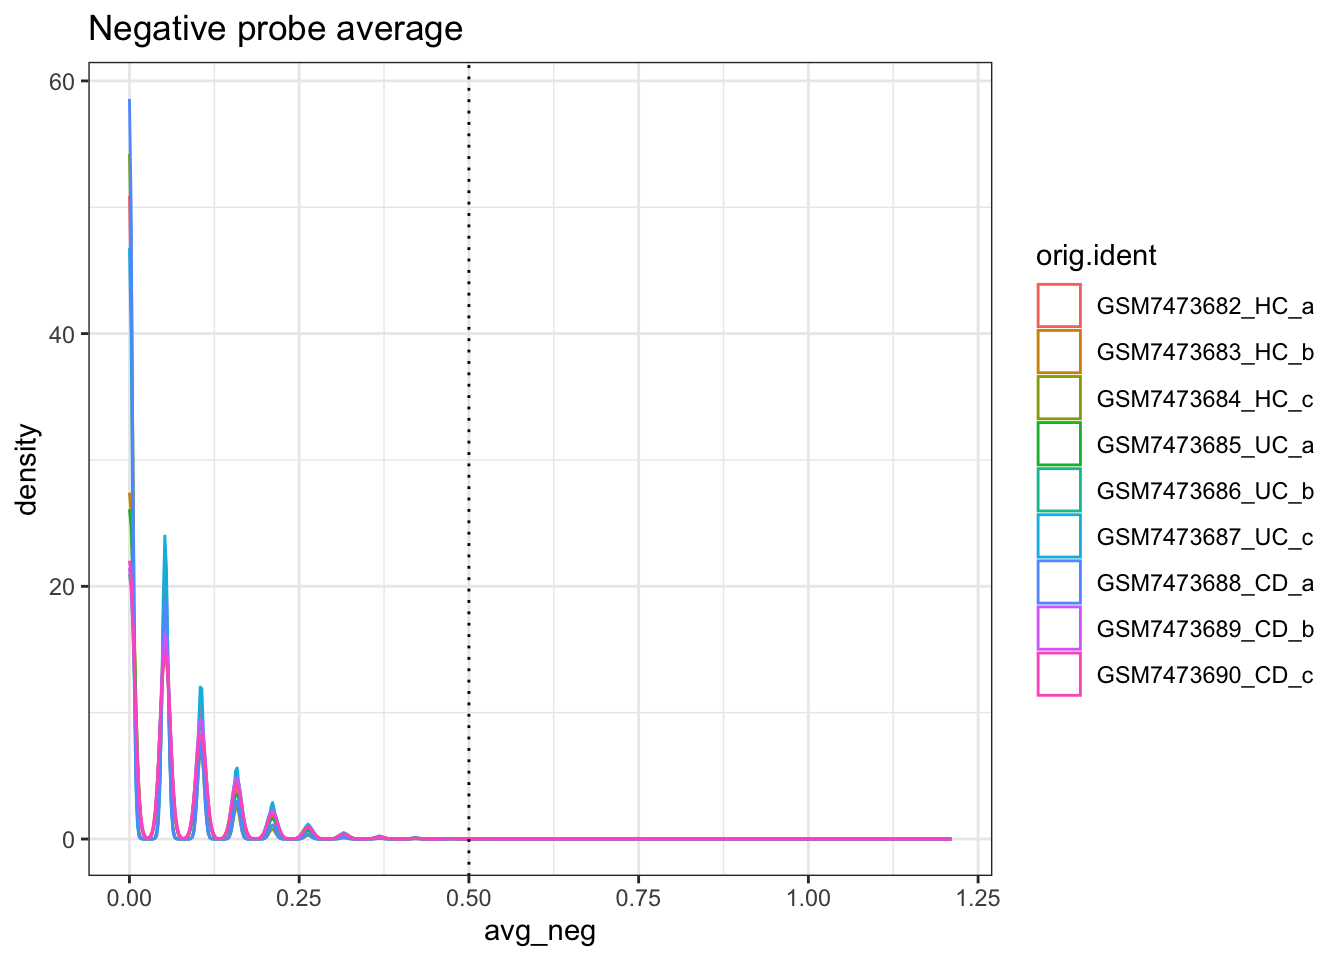 Negative probe average
60
40
20
0
density
0.00 0.25 0.50 0.75 1.00 1.25
avg_neg
orig.ident
GSM7473682_HC_a
GSM7473683_HC_b
GSM7473684_HC_c
GSM7473685_UC_a
GSM7473686_UC_b
GSM7473687_UC_c
GSM7473688_CD_a
GSM7473689_CD_b
GSM7473690_CD_c